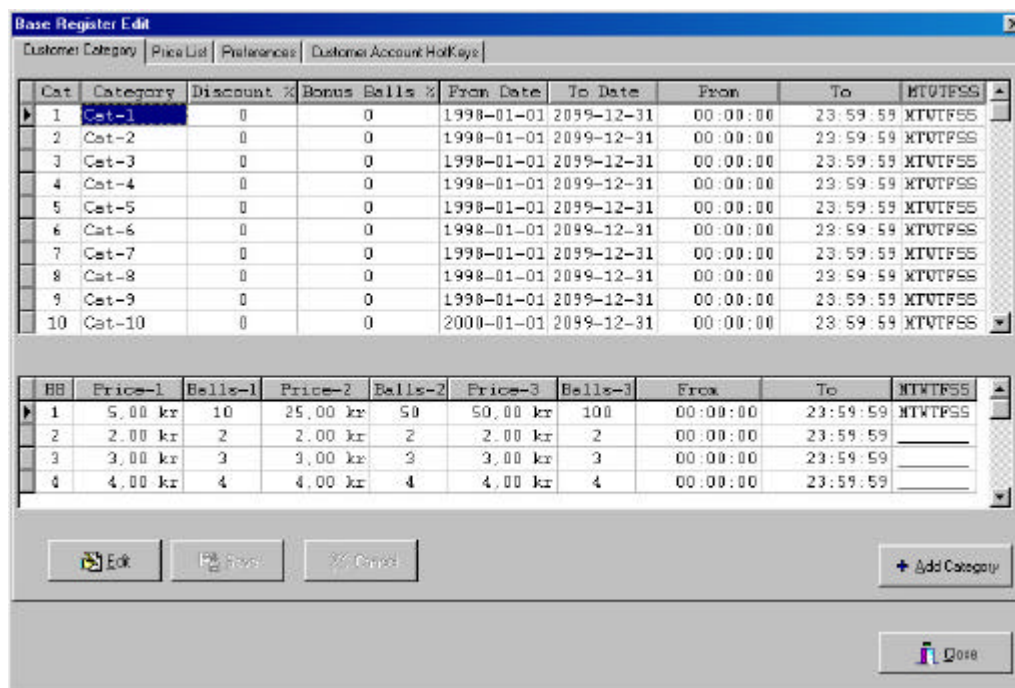 Base Register Edit
Customer Category Price List Preferences Customer Account HotKeys
Cat Category Discount % Bonus Balls % From Date To Date From To MTWTFSS
1 Cat-1 0 0 1998-01-01 2099-12-31 00:00:00 23:59:59 MTWTFSS
2 Cat-2 0 0 1998-01-01 2099-12-31 00:00:00 23:59:59 MTWTFSS
3 Cat-3 0 0 1998-01-01 2099-12-31 00:00:00 23:59:59 MTWTFSS
4 Cat-4 0 0 1998-01-01 2099-12-31 00:00:00 23:59:59 MTWTFSS
5 Cat-5 0 0 1998-01-01 2099-12-31 00:00:00 23:59:59 MTWTFSS
6 Cat-6 0 0 1998-01-01 2099-12-31 00:00:00 23:59:59 MTWTFSS
7 Cat-7 0 0 1998-01-01 2099-12-31 00:00:00 23:59:59 MTWTFSS
8 Cat-8 0 0 1998-01-01 2099-12-31 00:00:00 23:59:59 MTWTFSS
9 Cat-9 0 0 1998-01-01 2099-12-31 00:00:00 23:59:59 MTWTFSS
10 Cat-10 0 0 2000-01-01 2099-12-31 00:00:00 23:59:59 MTWTFSS
BB Price-1 Balls-1 Price-2 Balls-2 Price-3 Balls-3 From To MTWTFSS
1 5,00 kr 10 25,00 kr 50 50,00 kr 100 00:00:00 23:59:59 MTWTFSS
2 2,00 kr 2 2,00 kr 2 2,00 kr 2 00:00:00 23:59:59 _______
3 3,00 kr 3 3,00 kr 3 3,00 kr 3 00:00:00 23:59:59 _______
4 4,00 kr 4 4,00 kr 4 4,00 kr 4 00:00:00 23:59:59 _______
Edit Save Cancel Add Category
Close